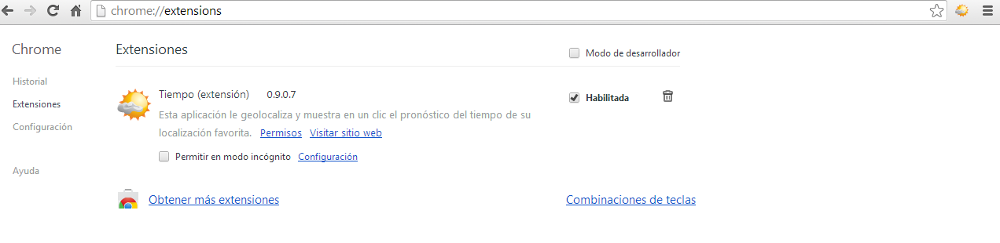 chrome://extensions
Chrome
Extensiones
Modo de desarrollador
Historial
Extensiones
Configuración
Ayuda
Tiempo (extensión) 0.9.0.7
Habilitada
Esta aplicación le geolocaliza y muestra en un clic el pronóstico del tiempo de su
localización favorita. Permisos Visitar sitio web
Permitir en modo incógnito Configuración
Obtener más extensiones
Combinaciones de teclas